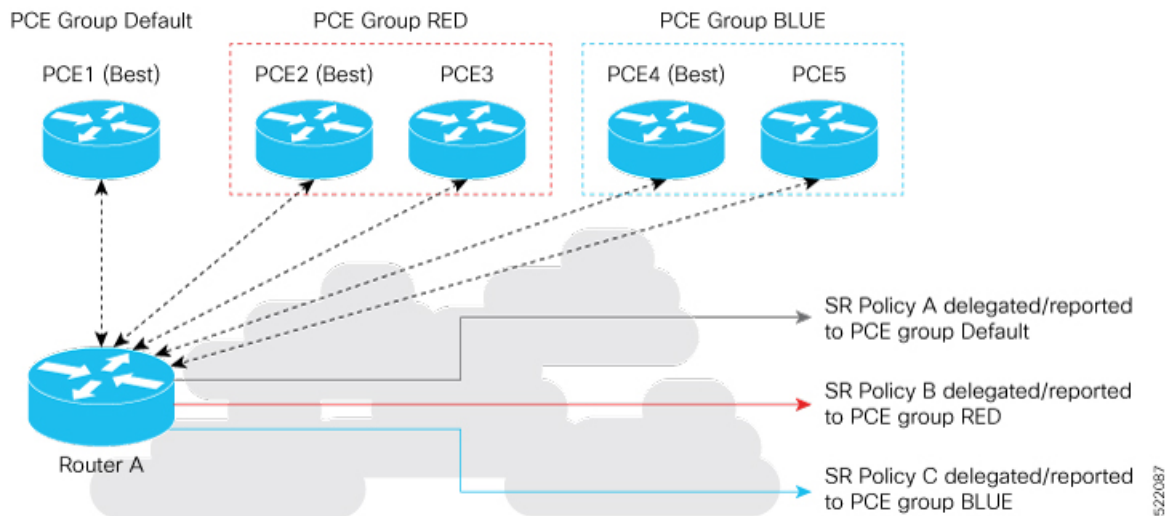 PCE Group Default
PCE Group RED
PCE Group BLUE
PCE1 (Best)
PCE2 (Best)
PCE3
PCE4 (Best)
PCE5
SR Policy A delegated/reported
to PCE group Default
SR Policy B delegated/reported
to PCE group RED
Router A
SR Policy C delegated/reported
to PCE group BLUE
522087